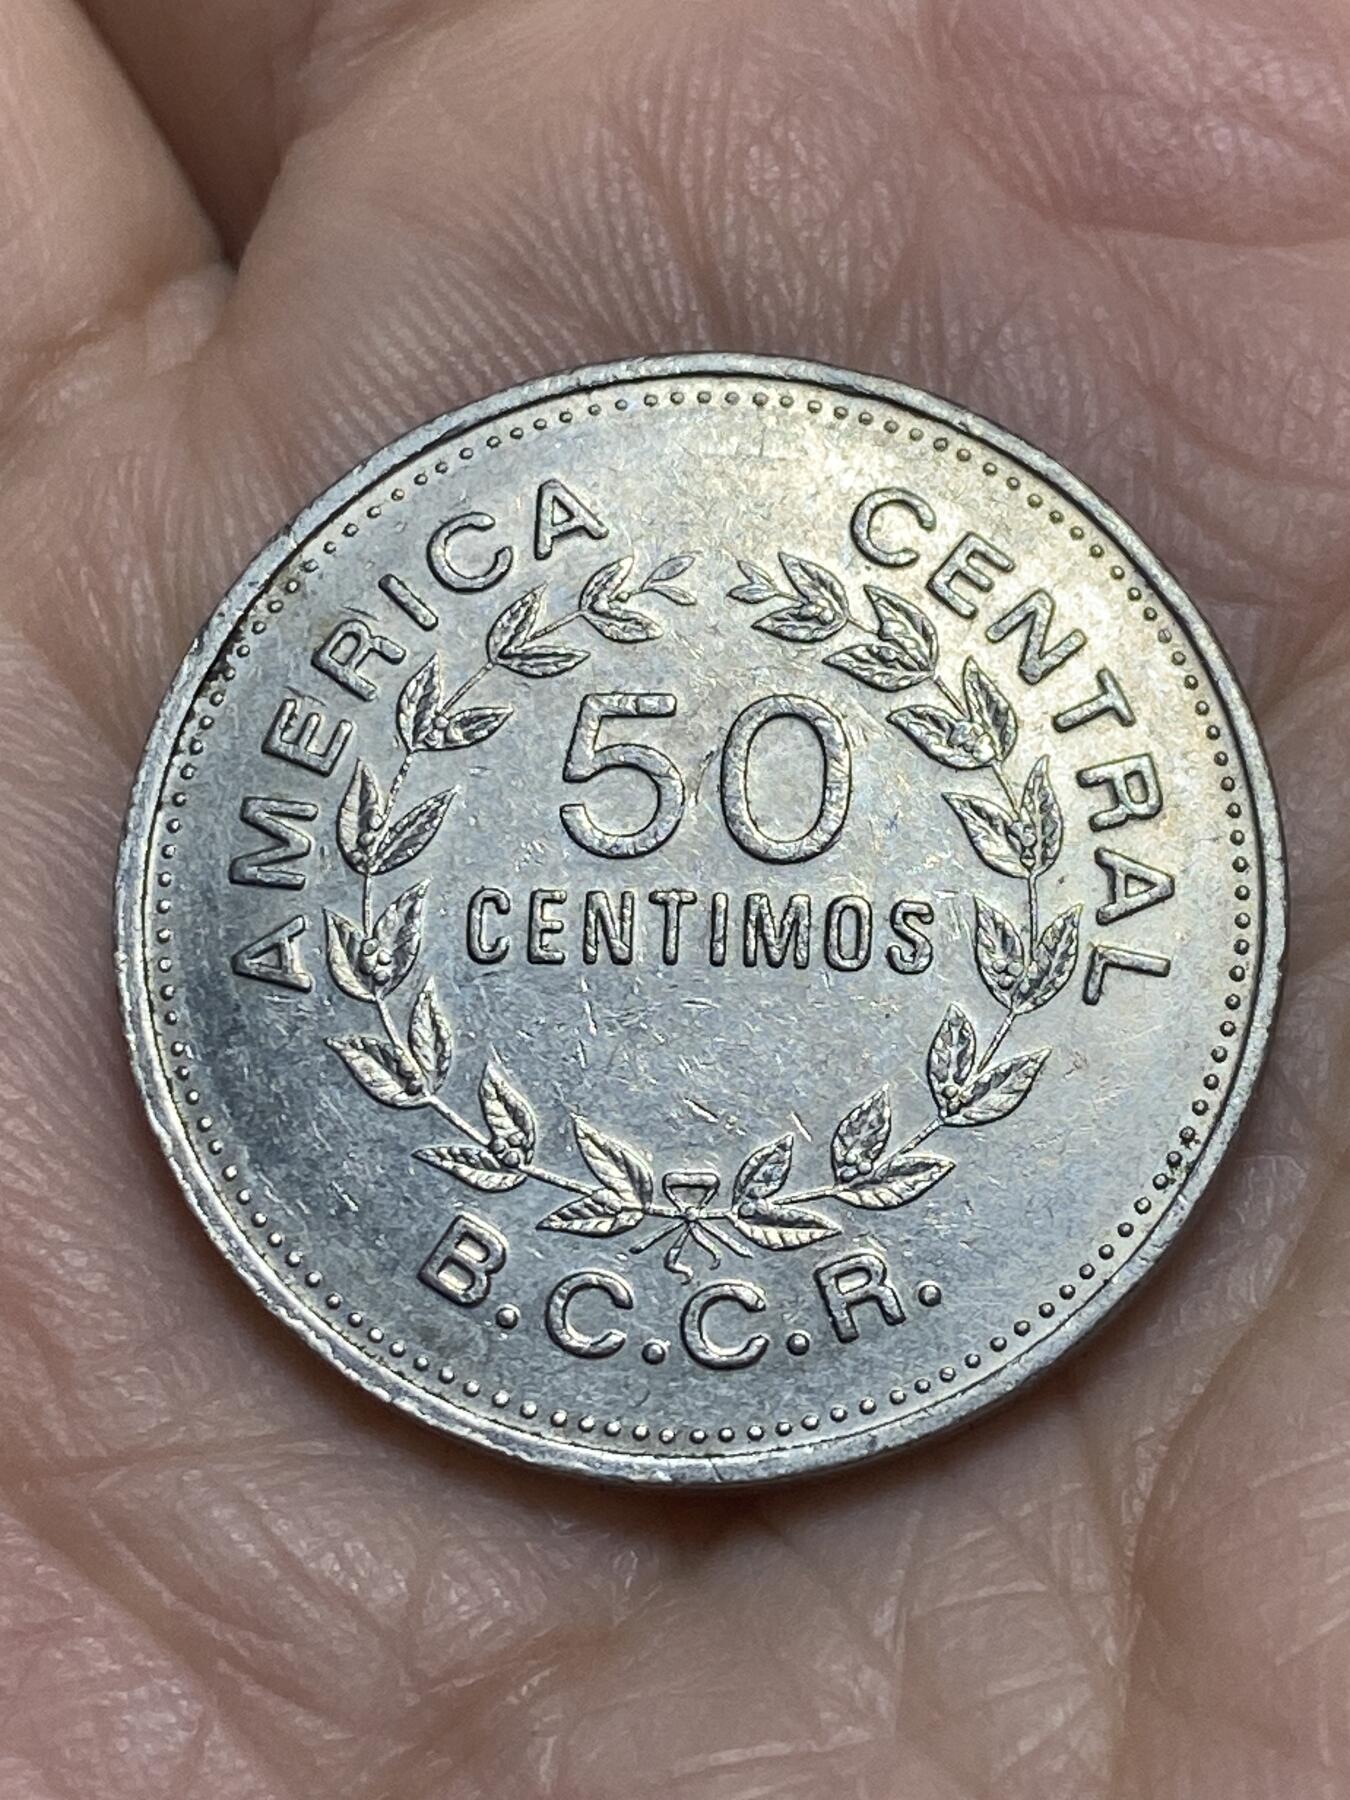 AMERICA CENTRAL
50
CENTIMOS
B.C.C.R.